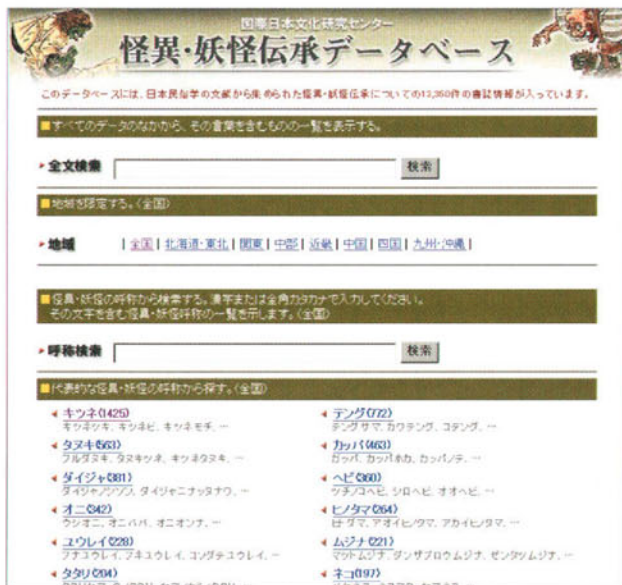 国際日本文化研究センター
怪異・妖怪伝承データベース
このデータベースには、日本民俗学の文献から集められた怪異・妖怪伝承についての13,350件の書誌情報が入っています。
■すべてのデータのなかから、その言葉を含むものの一覧を表示する。
全文検索
検索
■地域を限定する。(全国)
地域 | 全国 | 北海道・東北 | 関東 | 中部 | 近畿 | 中国 | 四国 | 九州・沖縄 |
■怪異・妖怪の呼称から検索する。漢字または全角カタカナで入力してください。
その文字を含む怪異・妖怪呼称の一覧を示します。(全国)
呼称検索
検索
■代表的な怪異・妖怪の呼称から探す。(全国)
キツネ(1425)
キツネツキ、キツネビ、キツネモチ、…
タヌキ(563)
フルダヌキ、タヌキツネ、キツネタヌキ、…
ダイジャ(381)
ダイジャノシソン、ダイジャニナッタナウ、…
オニ(342)
ウシオニ、オニババ、オニオンナ、…
ユウレイ(228)
フナユウレイ、フネユウレイ、コンダテユウレイ、…
タタリ(204)
テング(772)
テングサマ、カワテング、コテング、…
カッパ(463)
ガッパ、カッパホカ、カッパノテ、…
ヘビ(360)
ツチノコヘビ、シロヘビ、オオヘビ、…
ヒノタマ(264)
ヒダマ、アオイヒノタマ、アカイヒノタマ、…
ムジナ(221)
マツトムジナ、ダンザブロウムジナ、ゼンタツムジナ、…
ネコ(197)